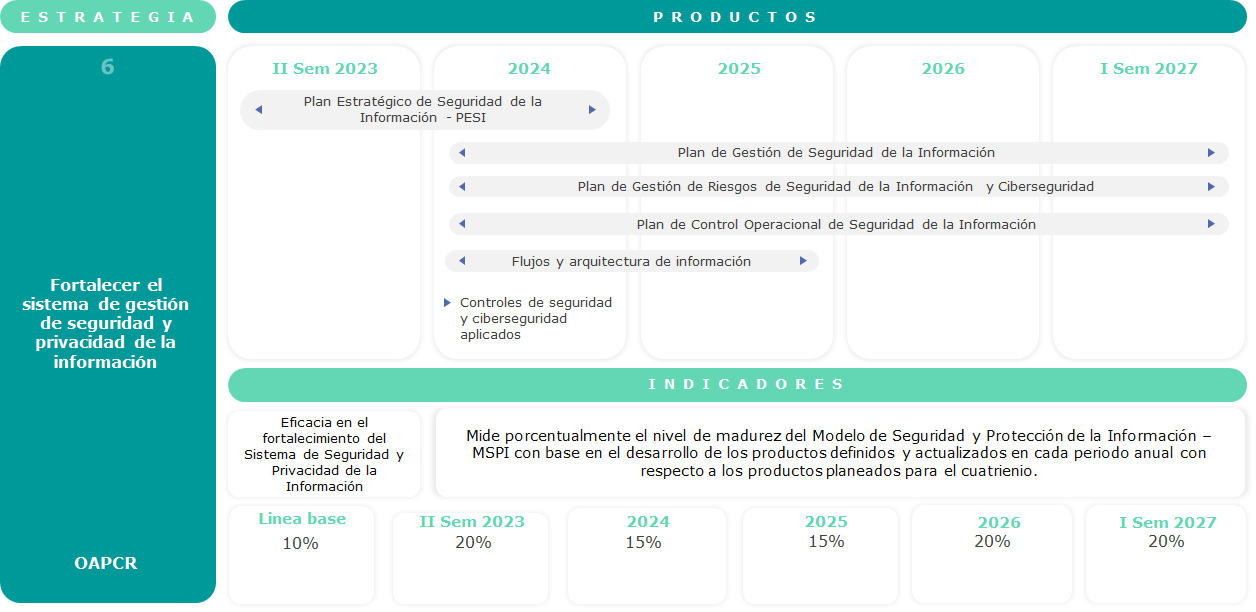 ESTRATEGIA
PRODUCTOS
6
Fortalecer el
sistema de gestión
de seguridad y
privacidad de la
información
OAPCR
II Sem 2023
2024
2025
2026
I Sem 2027
Plan Estratégico de Seguridad de la
Información - PESI
Plan de Gestión de Seguridad de la Información
Plan de Gestión de Riesgos de Seguridad de la Información y Ciberseguridad
Plan de Control Operacional de Seguridad de la Información
Flujos y arquitectura de información
Controles de seguridad
y ciberseguridad
aplicados
INDICADORES
Eficacia en el
fortalecimiento del
Sistema de Seguridad y
Privacidad de la
Información
Mide porcentualmente el nivel de madurez del Modelo de Seguridad y Protección de la Información –
MSPI con base en el desarrollo de los productos definidos y actualizados en cada periodo anual con
respecto a los productos planeados para el cuatrienio.
Linea base
10%
II Sem 2023
20%
2024
15%
2025
15%
2026
20%
I Sem 2027
20%